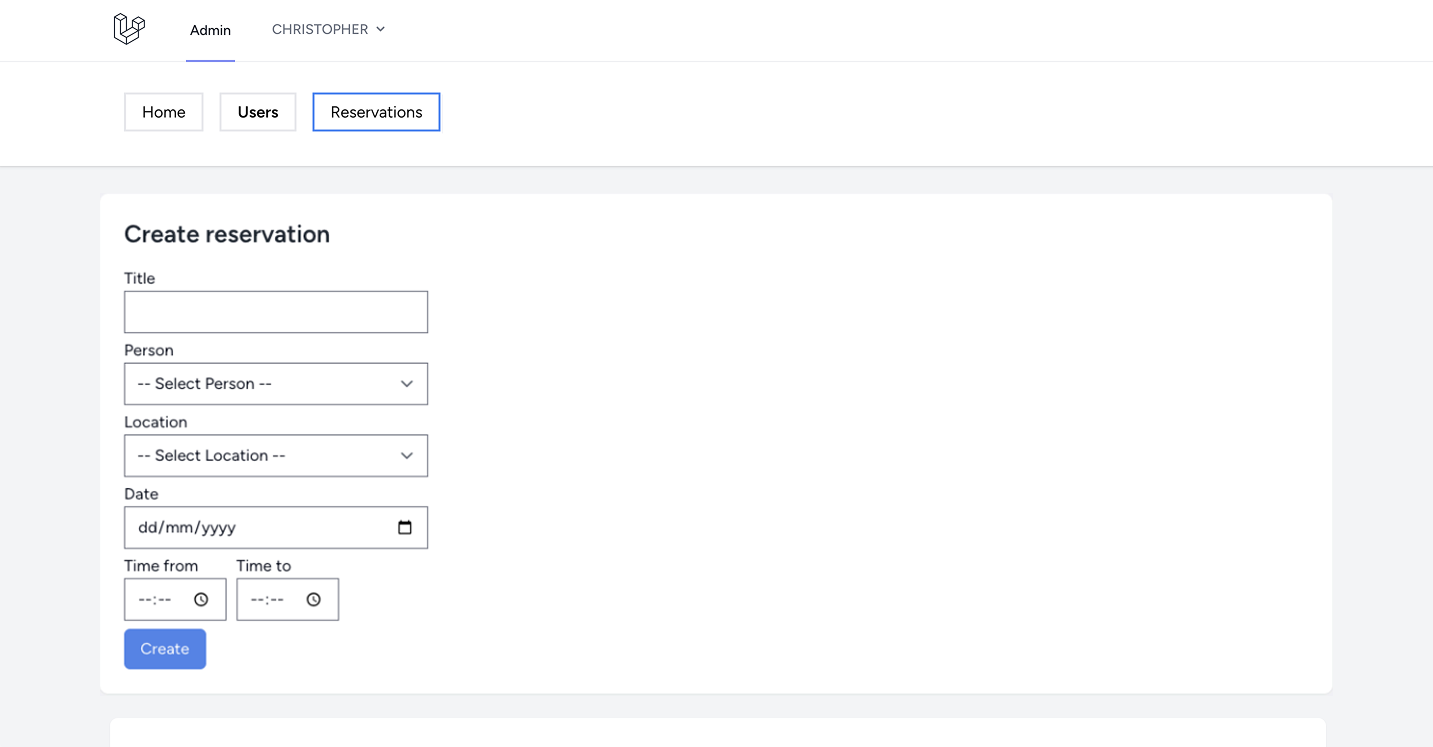 Admin CHRISTOPHER
Home Users Reservations
Create reservation
Title
Person
-- Select Person --
Location
-- Select Location --
Date
dd/mm/yyyy
Time from Time to
--:-- --:--
Create